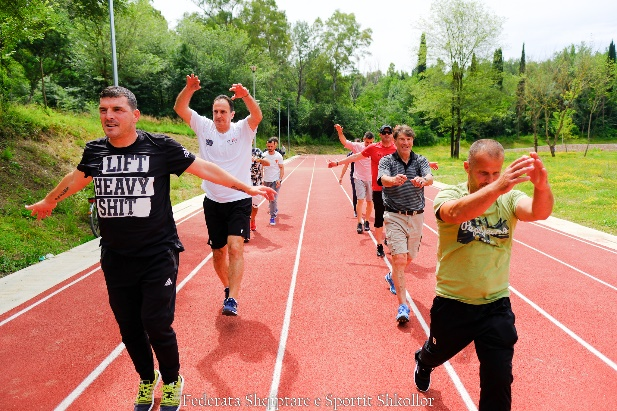 LIFT
HEAVY
SHIT
Federata Shqiptare e Sportit Shkollor